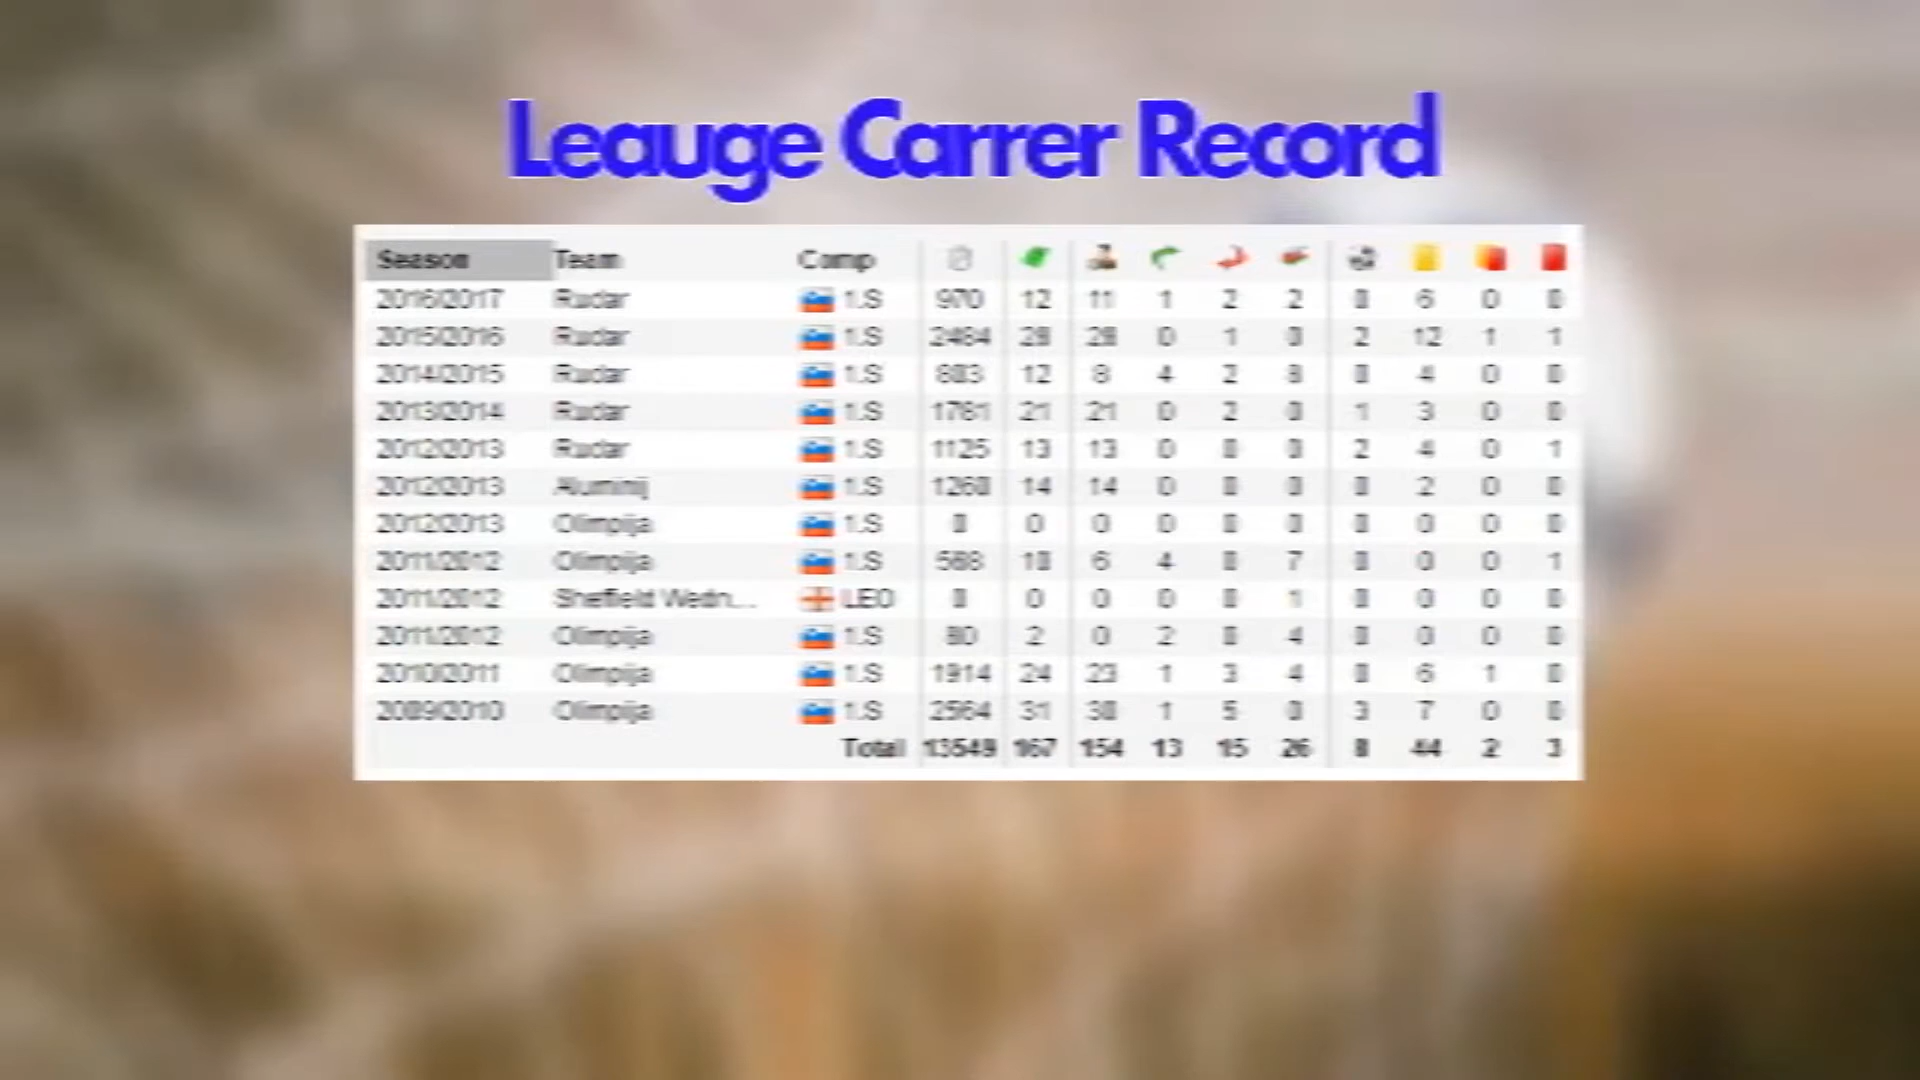 Leauge Carrer Record
Season Team Comp
2016/2017 Rudar 1.S 970 12 11 1 2 2 0 6 0 0
2015/2016 Rudar 1.S 2484 28 28 0 1 0 2 12 1 1
2014/2015 Rudar 1.S 803 12 8 4 2 8 0 4 0 0
2013/2014 Rudar 1.S 1761 21 21 0 2 0 1 3 0 0
2012/2013 Rudar 1.S 1125 13 13 0 0 0 2 4 0 1
2012/2013 Aluminij 1.S 1260 14 14 0 0 0 0 2 0 0
2012/2013 Olimpija 1.S 0 0 0 0 0 0 0 0 0 0
2011/2012 Olimpija 1.S 588 10 6 4 0 7 0 0 0 1
2011/2012 Sheffield Wedn... LEO 0 0 0 0 0 1 0 0 0 0
2011/2012 Olimpija 1.S 80 2 0 2 0 4 0 0 0 0
2010/2011 Olimpija 1.S 1914 24 23 1 3 4 0 6 1 0
2009/2010 Olimpija 1.S 2564 31 30 1 5 0 3 7 0 0
Total 13549 167 154 13 15 26 8 44 2 3